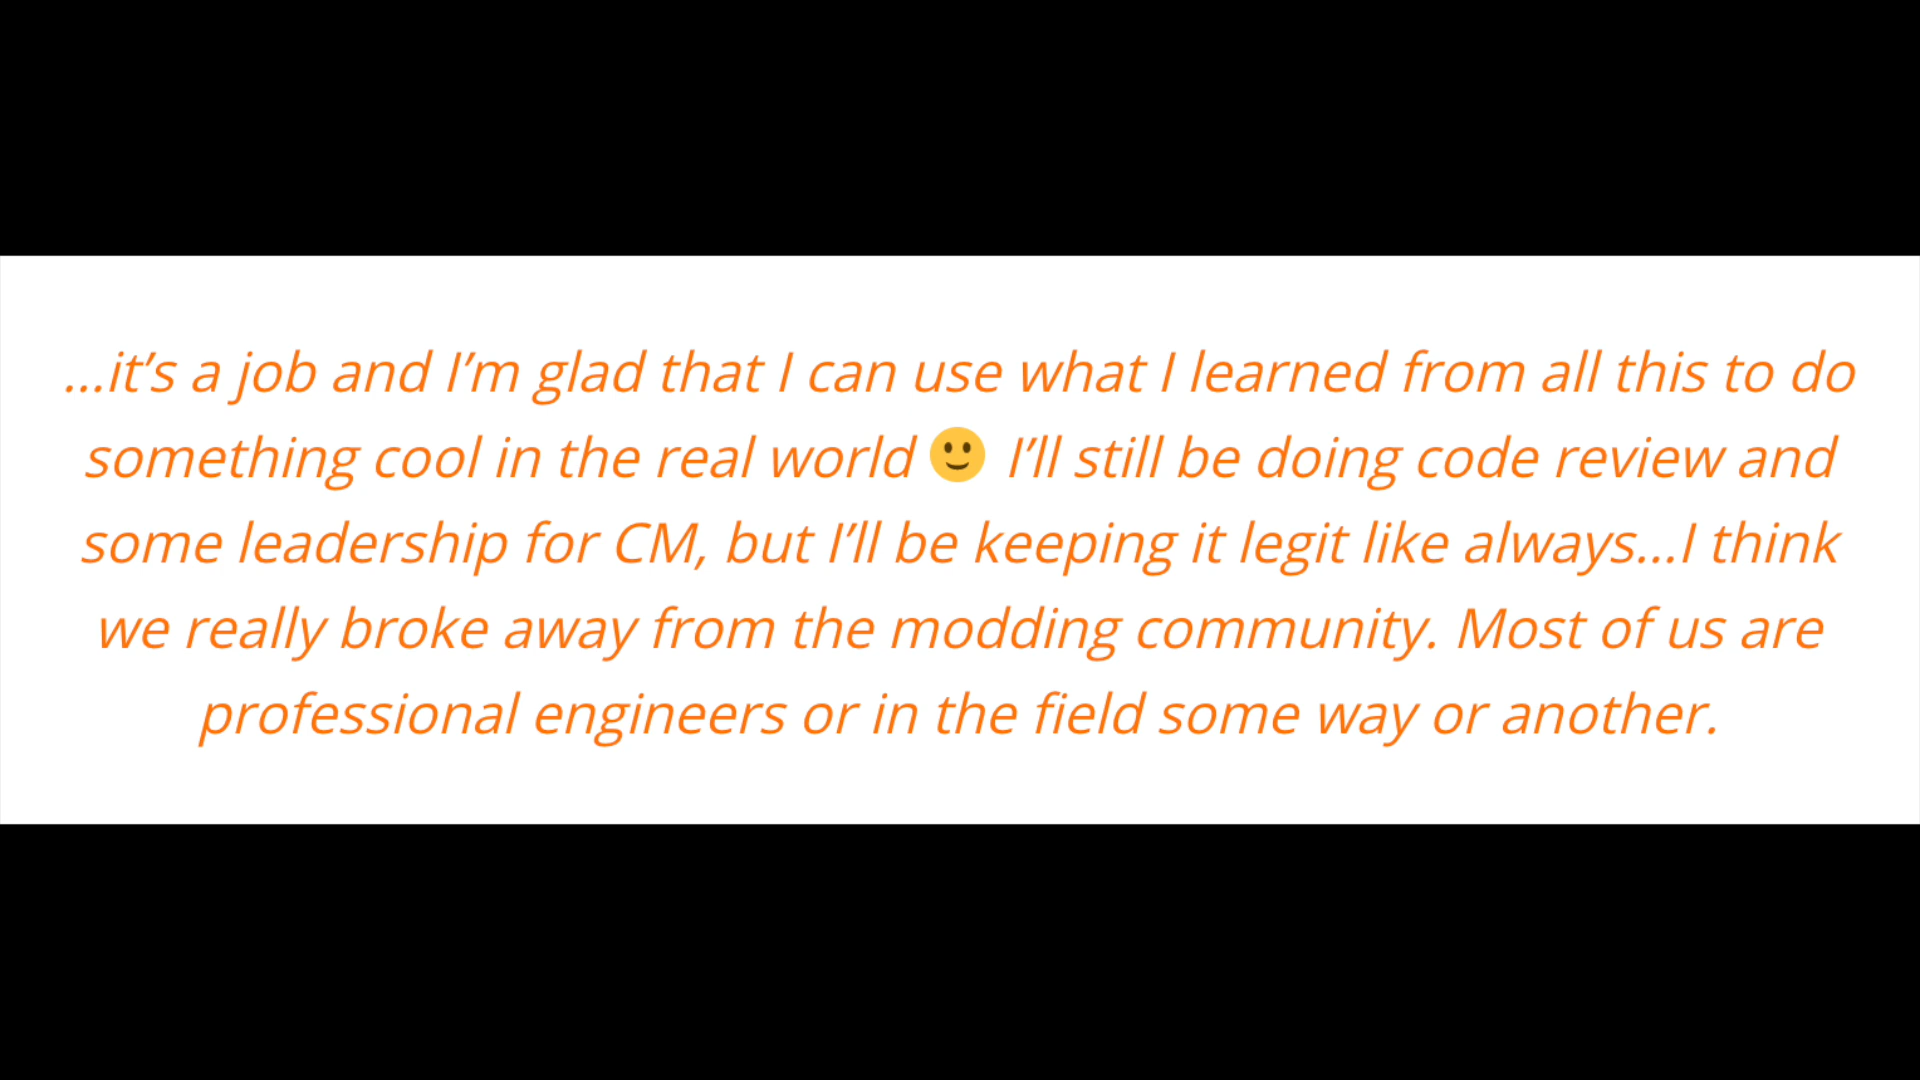 ...it’s a job and I’m glad that I can use what I learned from all this to do
something cool in the real world 🙂 I’ll still be doing code review and
some leadership for CM, but I’ll be keeping it legit like always...I think
we really broke away from the modding community. Most of us are
professional engineers or in the field some way or another.